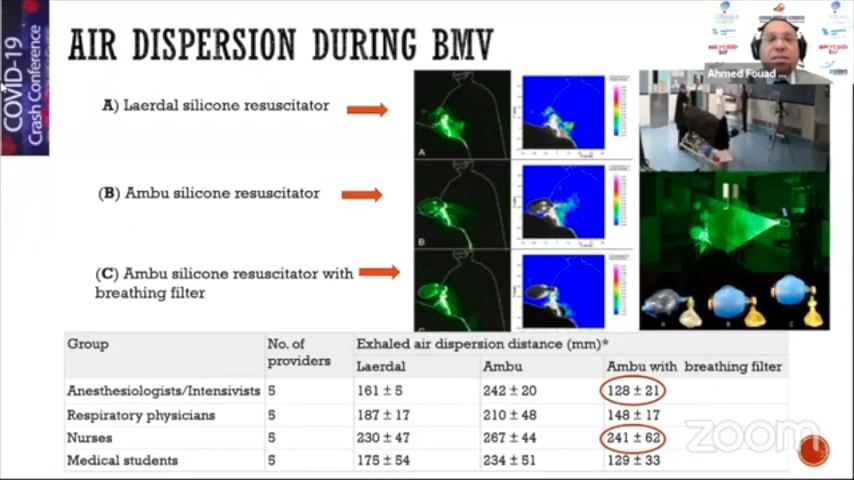 COVID-19
Crash Conference
AIR DISPERSION DURING BMV
Ahmed Fouad ...
A) Laerdal silicone resuscitator
(B) Ambu silicone resuscitator
(C) Ambu silicone resuscitator with
breathing filter
A
B
C
A B C
Group No. of providers Exhaled air dispersion distance (mm)*
Laerdal Ambu Ambu with breathing filter
Anesthesiologists/Intensivists 5 161 ± 5 242 ± 20 128 ± 21
Respiratory physicians 5 187 ± 17 210 ± 48 148 ± 17
Nurses 5 230 ± 47 267 ± 44 241 ± 62
Medical students 5 175 ± 54 234 ± 51 129 ± 33
zoom